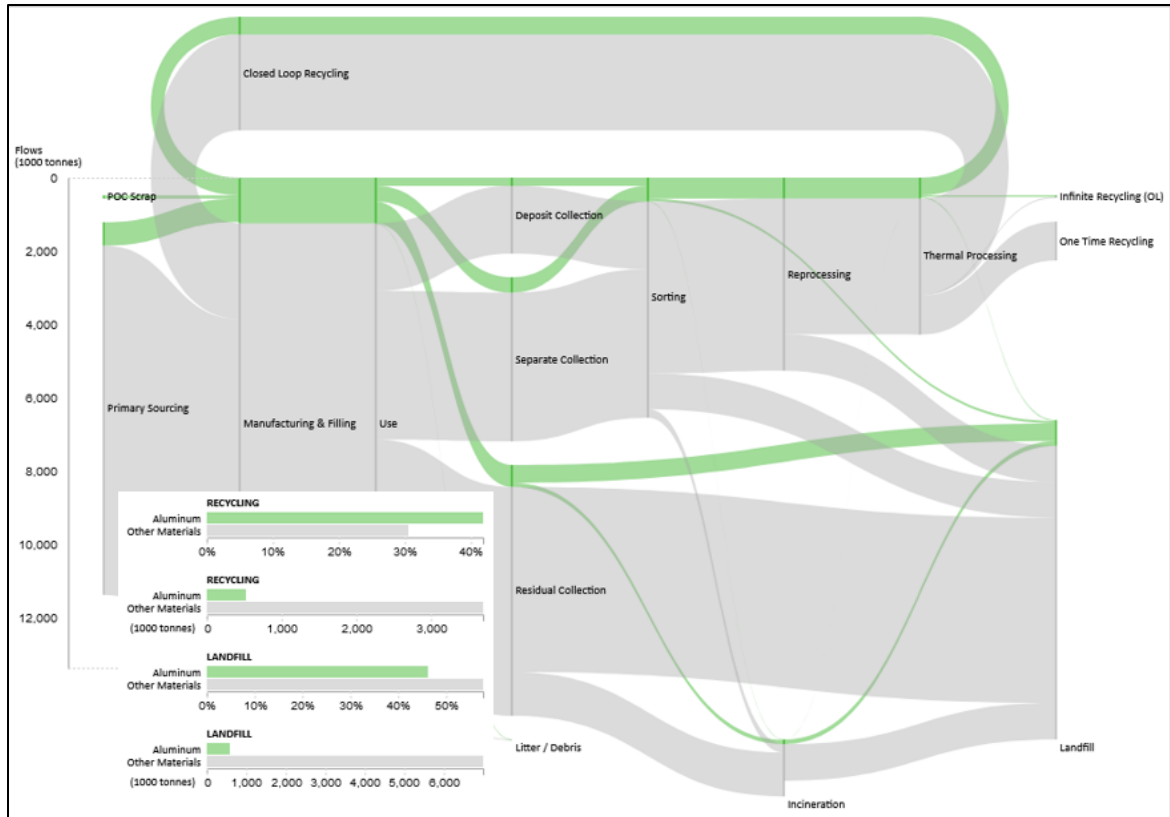 Closed Loop Recycling
Flows
(1000 tonnes)
0
POC Scrap
Infinite Recycling (OL)
Deposit Collection
One Time Recycling
2,000
Thermal Processing
Reprocessing
Sorting
4,000
Separate Collection
6,000
Primary Sourcing
Manufacturing & Filling
Use
8,000
10,000
12,000
RECYCLING
Aluminum
Other Materials
0% 10% 20% 30% 40%
RECYCLING
Aluminum
Other Materials
(1000 tonnes) 0 1,000 2,000 3,000
LANDFILL
Aluminum
Other Materials
0% 10% 20% 30% 40% 50%
LANDFILL
Aluminum
Other Materials
(1000 tonnes) 0 1,000 2,000 3,000 4,000 5,000 6,000
Residual Collection
Litter / Debris
Landfill
Incineration